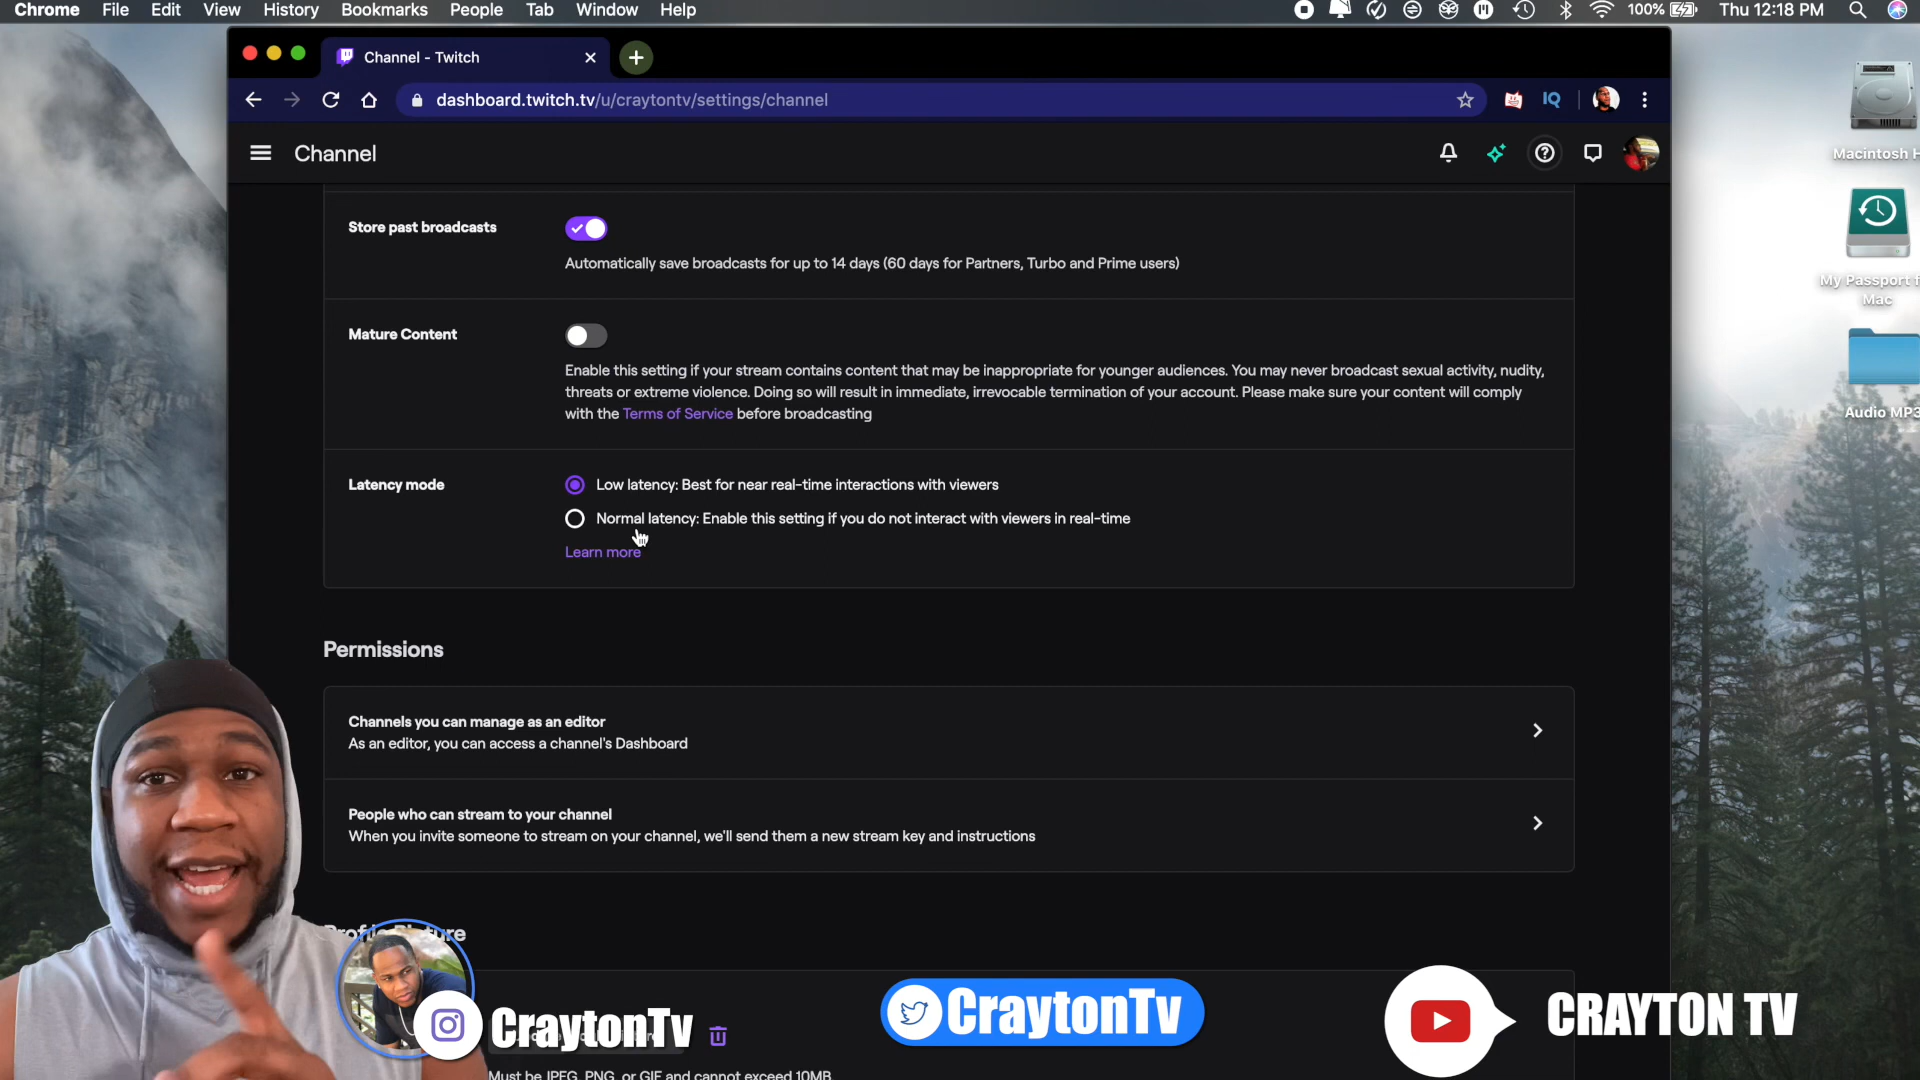 Chrome File Edit View History Bookmarks People Tab Window Help 100% Thu 12:18 PM
Channel - Twitch
dashboard.twitch.tv/u/craytontv/settings/channel
IQ
Channel
Store past broadcasts
Automatically save broadcasts for up to 14 days (60 days for Partners, Turbo and Prime users)
Mature Content
Enable this setting if your stream contains content that may be inappropriate for younger audiences. You may never broadcast sexual activity, nudity,
threats or extreme violence. Doing so will result in immediate, irrevocable termination of your account. Please make sure your content will comply
with the Terms of Service before broadcasting
Latency mode
Low latency: Best for near real-time interactions with viewers
Normal latency: Enable this setting if you do not interact with viewers in real-time
Learn more
Permissions
Channels you can manage as an editor
As an editor, you can access a channel's Dashboard
People who can stream to your channel
When you invite someone to stream on your channel, we'll send them a new stream key and instructions
Profile Picture
CraytonTv
CraytonTv
CRAYTON TV
Must be JPEG, PNG, or GIF and cannot exceed 10MB
Macintosh H
My Passport f
Mac
Audio MP3